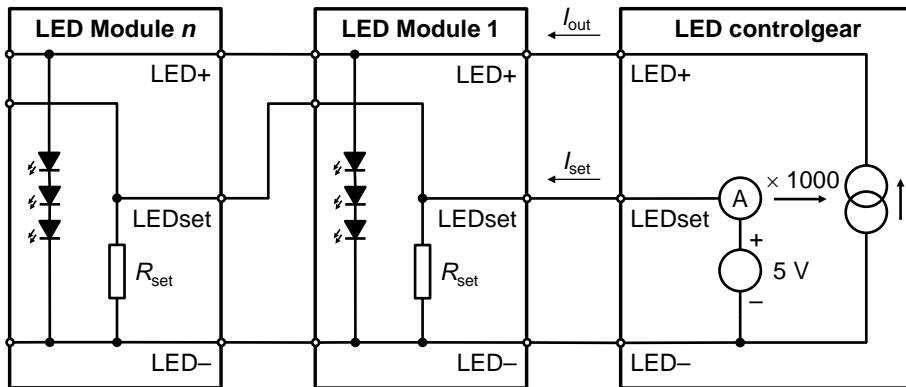 LED Module n
LED Module 1
Iout
LED controlgear
LED+
LED+
LED+
Iset
× 1000
A
LEDset
LEDset
LEDset
+
Rset
Rset
5 V
–
LED–
LED–
LED–